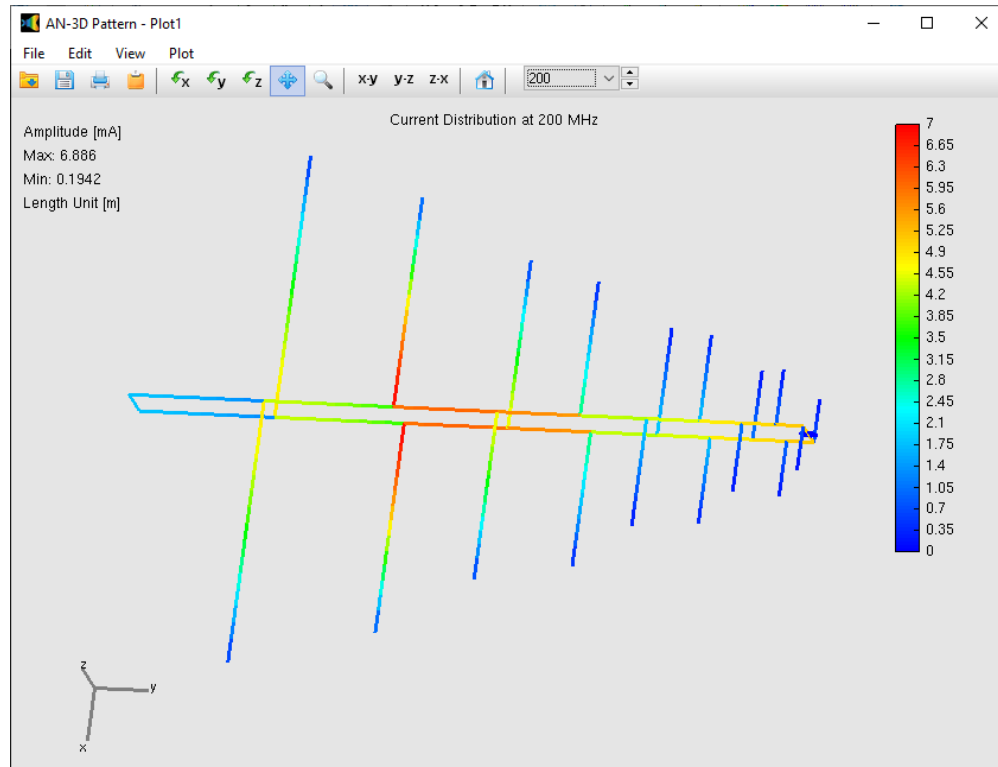 AN-3D Pattern - Plot1
File Edit View Plot
x y z x-y y-z z-x 200
Current Distribution at 200 MHz
Amplitude [mA]
Max: 6.886
Min: 0.1942
Length Unit [m]
7
6.65
6.3
5.95
5.6
5.25
4.9
4.55
4.2
3.85
3.5
3.15
2.8
2.45
2.1
1.75
1.4
1.05
0.7
0.35
0
z
y
x